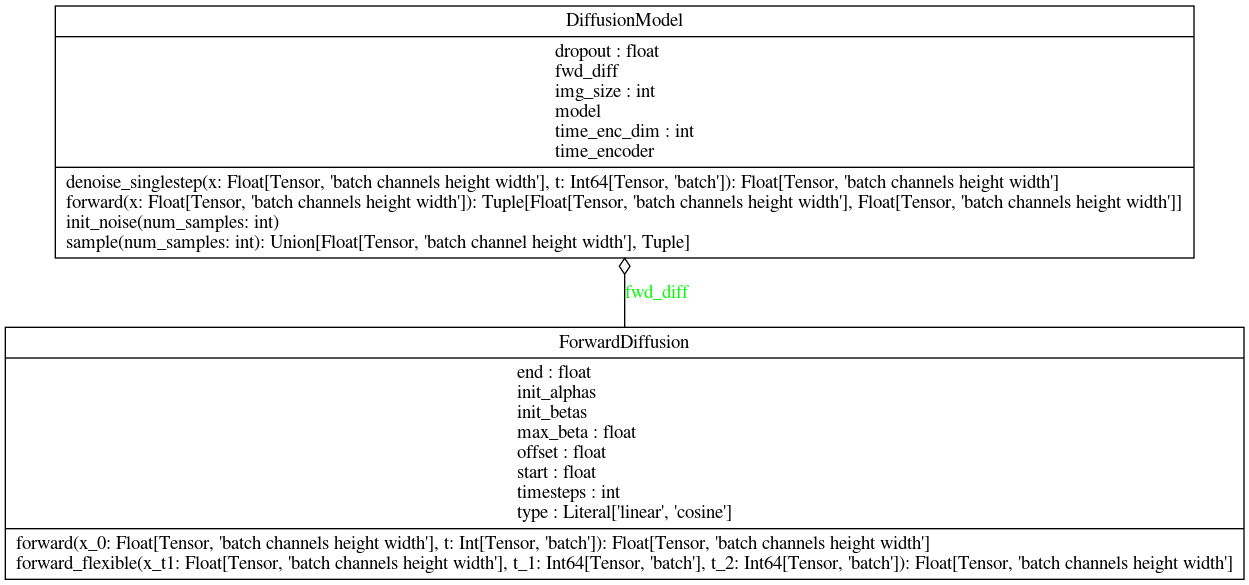 DiffusionModel
dropout : float
fwd_diff
img_size : int
model
time_enc_dim : int
time_encoder
denoise_singlestep(x: Float[Tensor, 'batch channels height width'], t: Int64[Tensor, 'batch']): Float[Tensor, 'batch channels height width']
forward(x: Float[Tensor, 'batch channels height width']): Tuple[Float[Tensor, 'batch channels height width'], Float[Tensor, 'batch channels height width']]
init_noise(num_samples: int)
sample(num_samples: int): Union[Float[Tensor, 'batch channel height width'], Tuple]
fwd_diff
ForwardDiffusion
end : float
init_alphas
init_betas
max_beta : float
offset : float
start : float
timesteps : int
type : Literal['linear', 'cosine']
forward(x_0: Float[Tensor, 'batch channels height width'], t: Int[Tensor, 'batch']): Float[Tensor, 'batch channels height width']
forward_flexible(x_t1: Float[Tensor, 'batch channels height width'], t_1: Int64[Tensor, 'batch'], t_2: Int64[Tensor, 'batch']): Float[Tensor, 'batch channels height width']